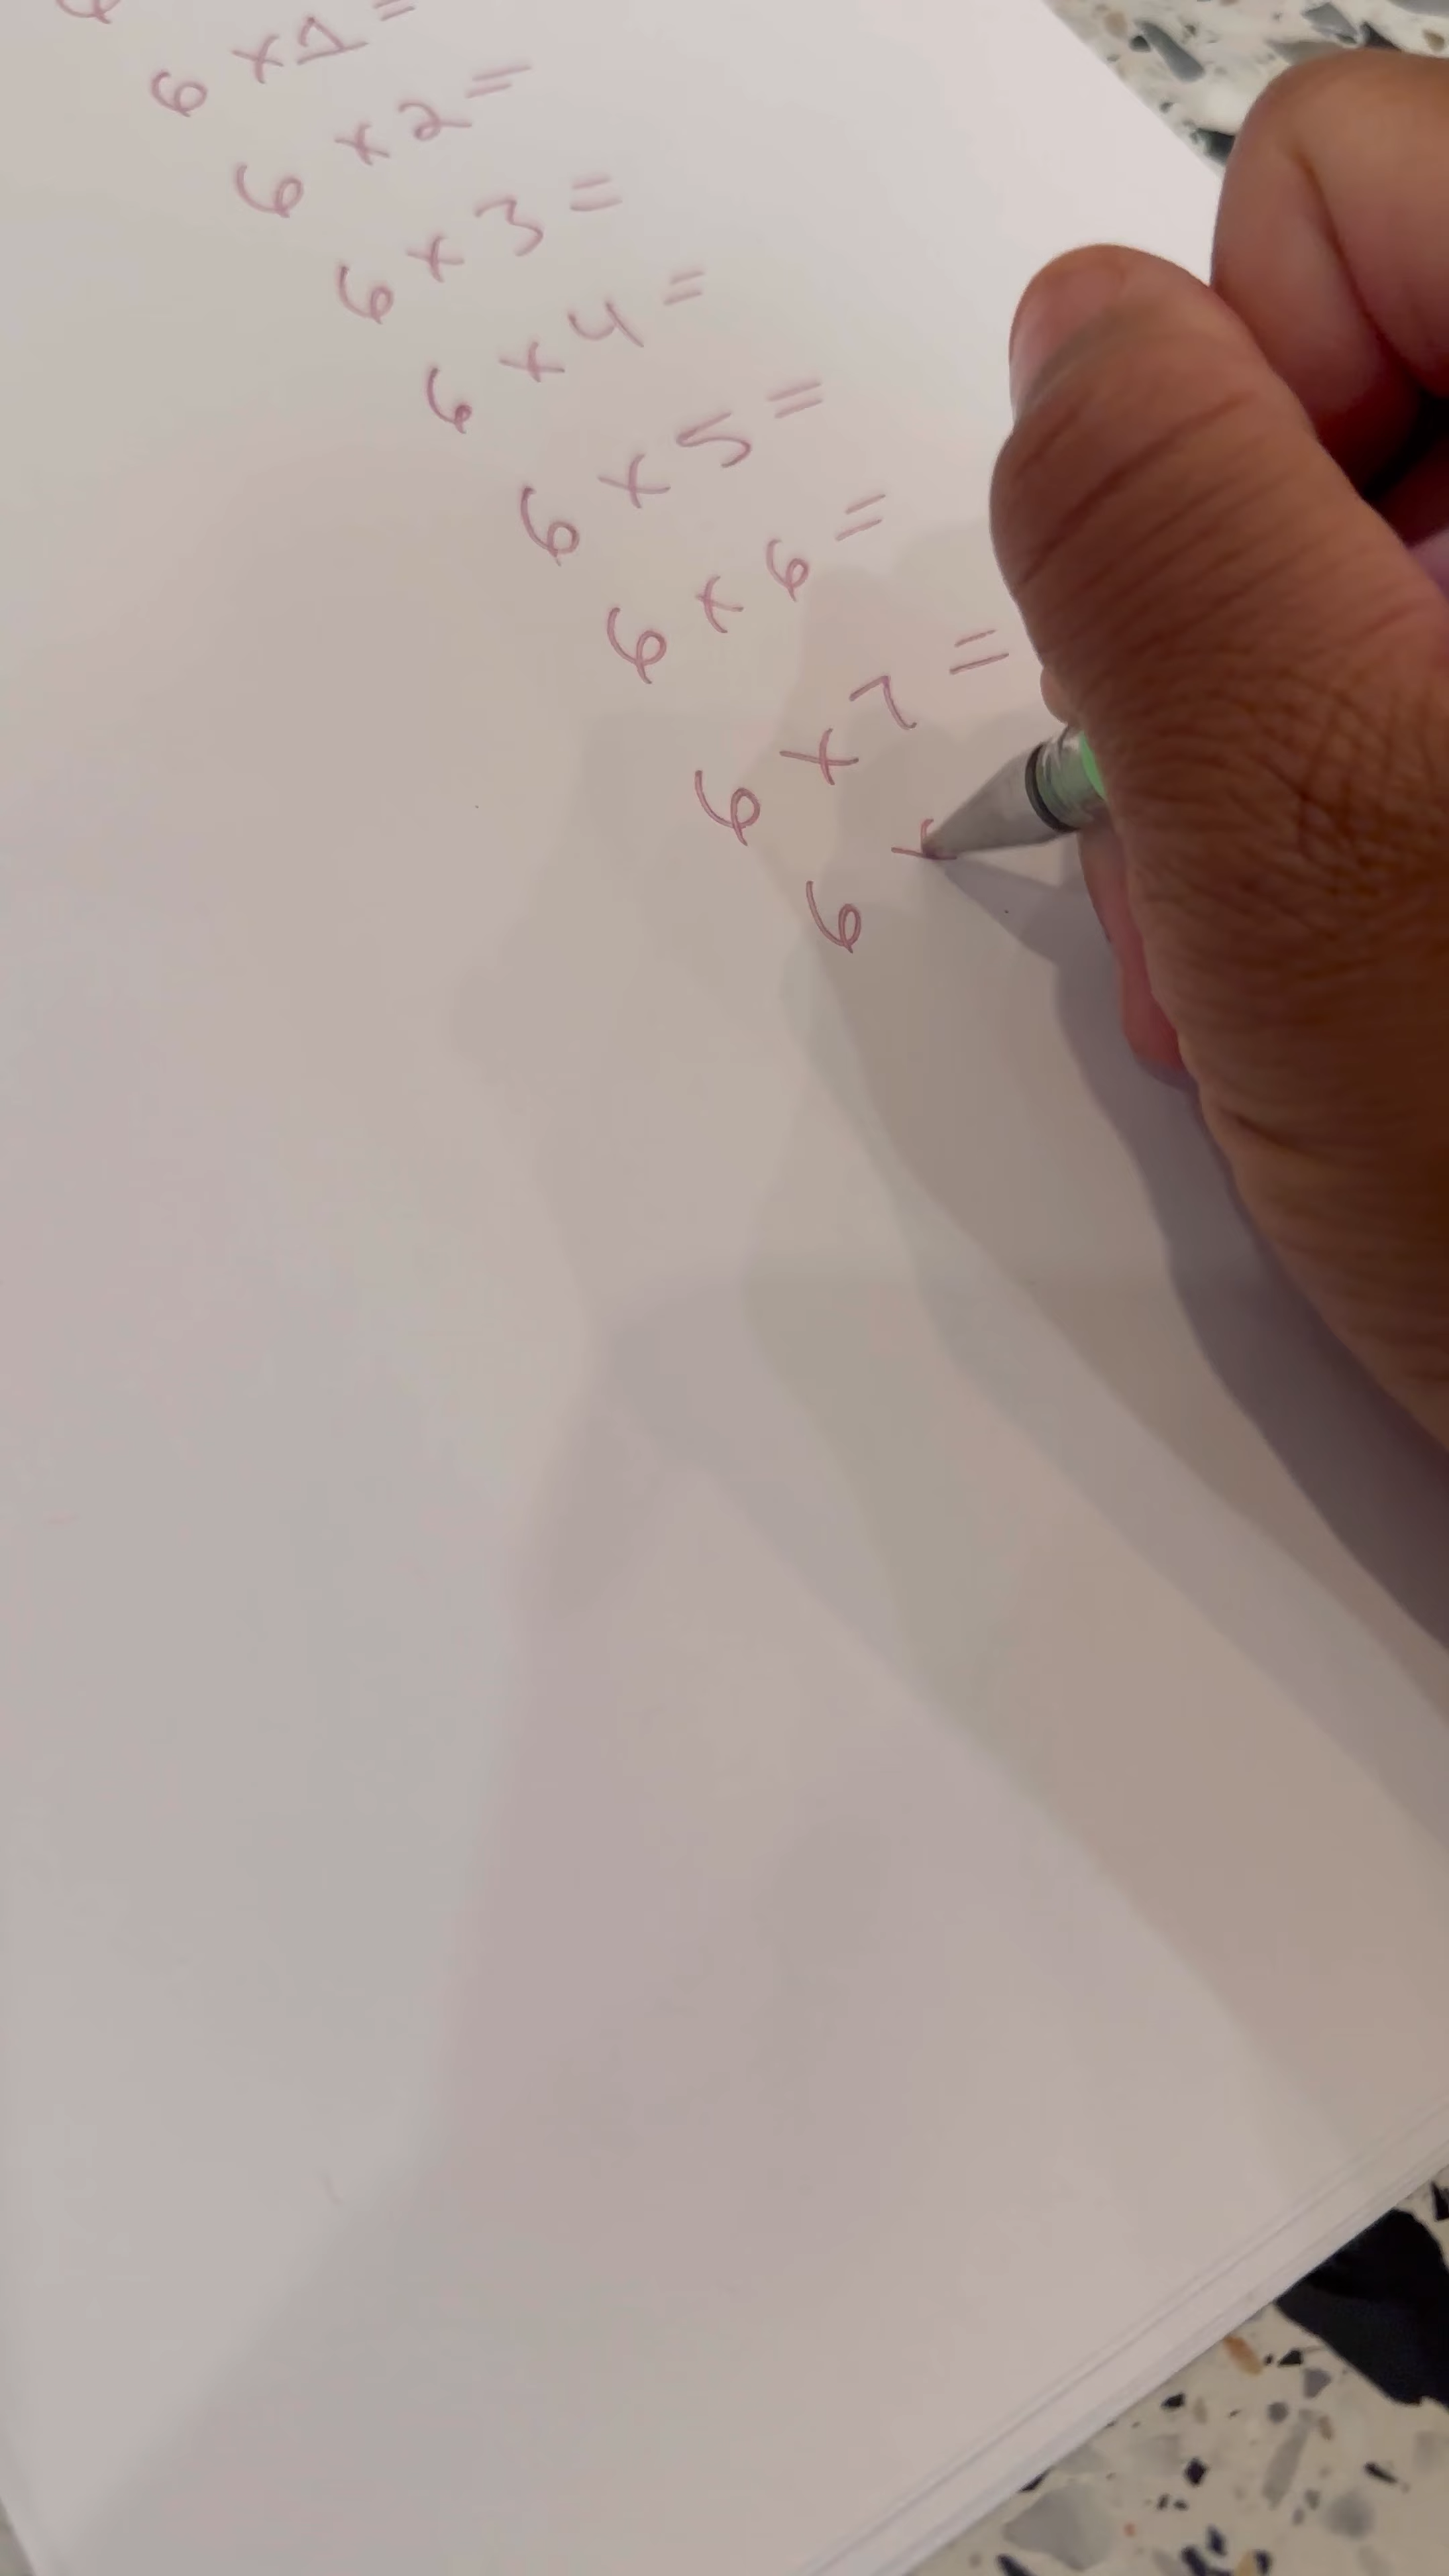 6 x 1 =
6 x 2 =
6 x 3 =
6 x 4 =
6 x 5 =
6 x 6 =
6 x 7 =
6 x